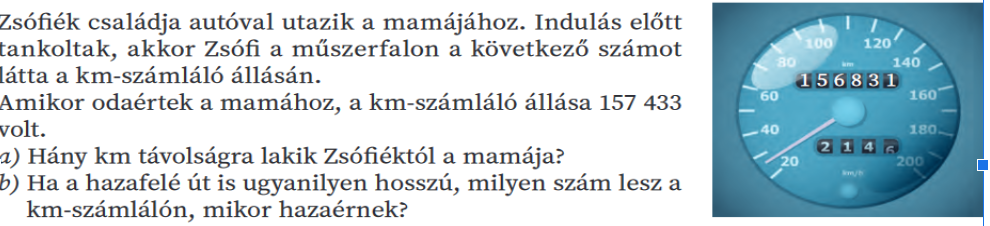 Zsófiék családja autóval utazik a mamájához. Indulás előtt
tankoltak, akkor Zsófi a műszerfalon a következő számot
látta a km-számláló állásán.
Amikor odaértek a mamához, a km-számláló állása 157 433
volt.
a) Hány km távolságra lakik Zsófiéktól a mamája?
b) Ha a hazafelé út is ugyanilyen hosszú, milyen szám lesz a
km-számlálón, mikor hazaérnek?
100 120
80 km 140
156831
60 160
40 180
2146
20 200
km/h